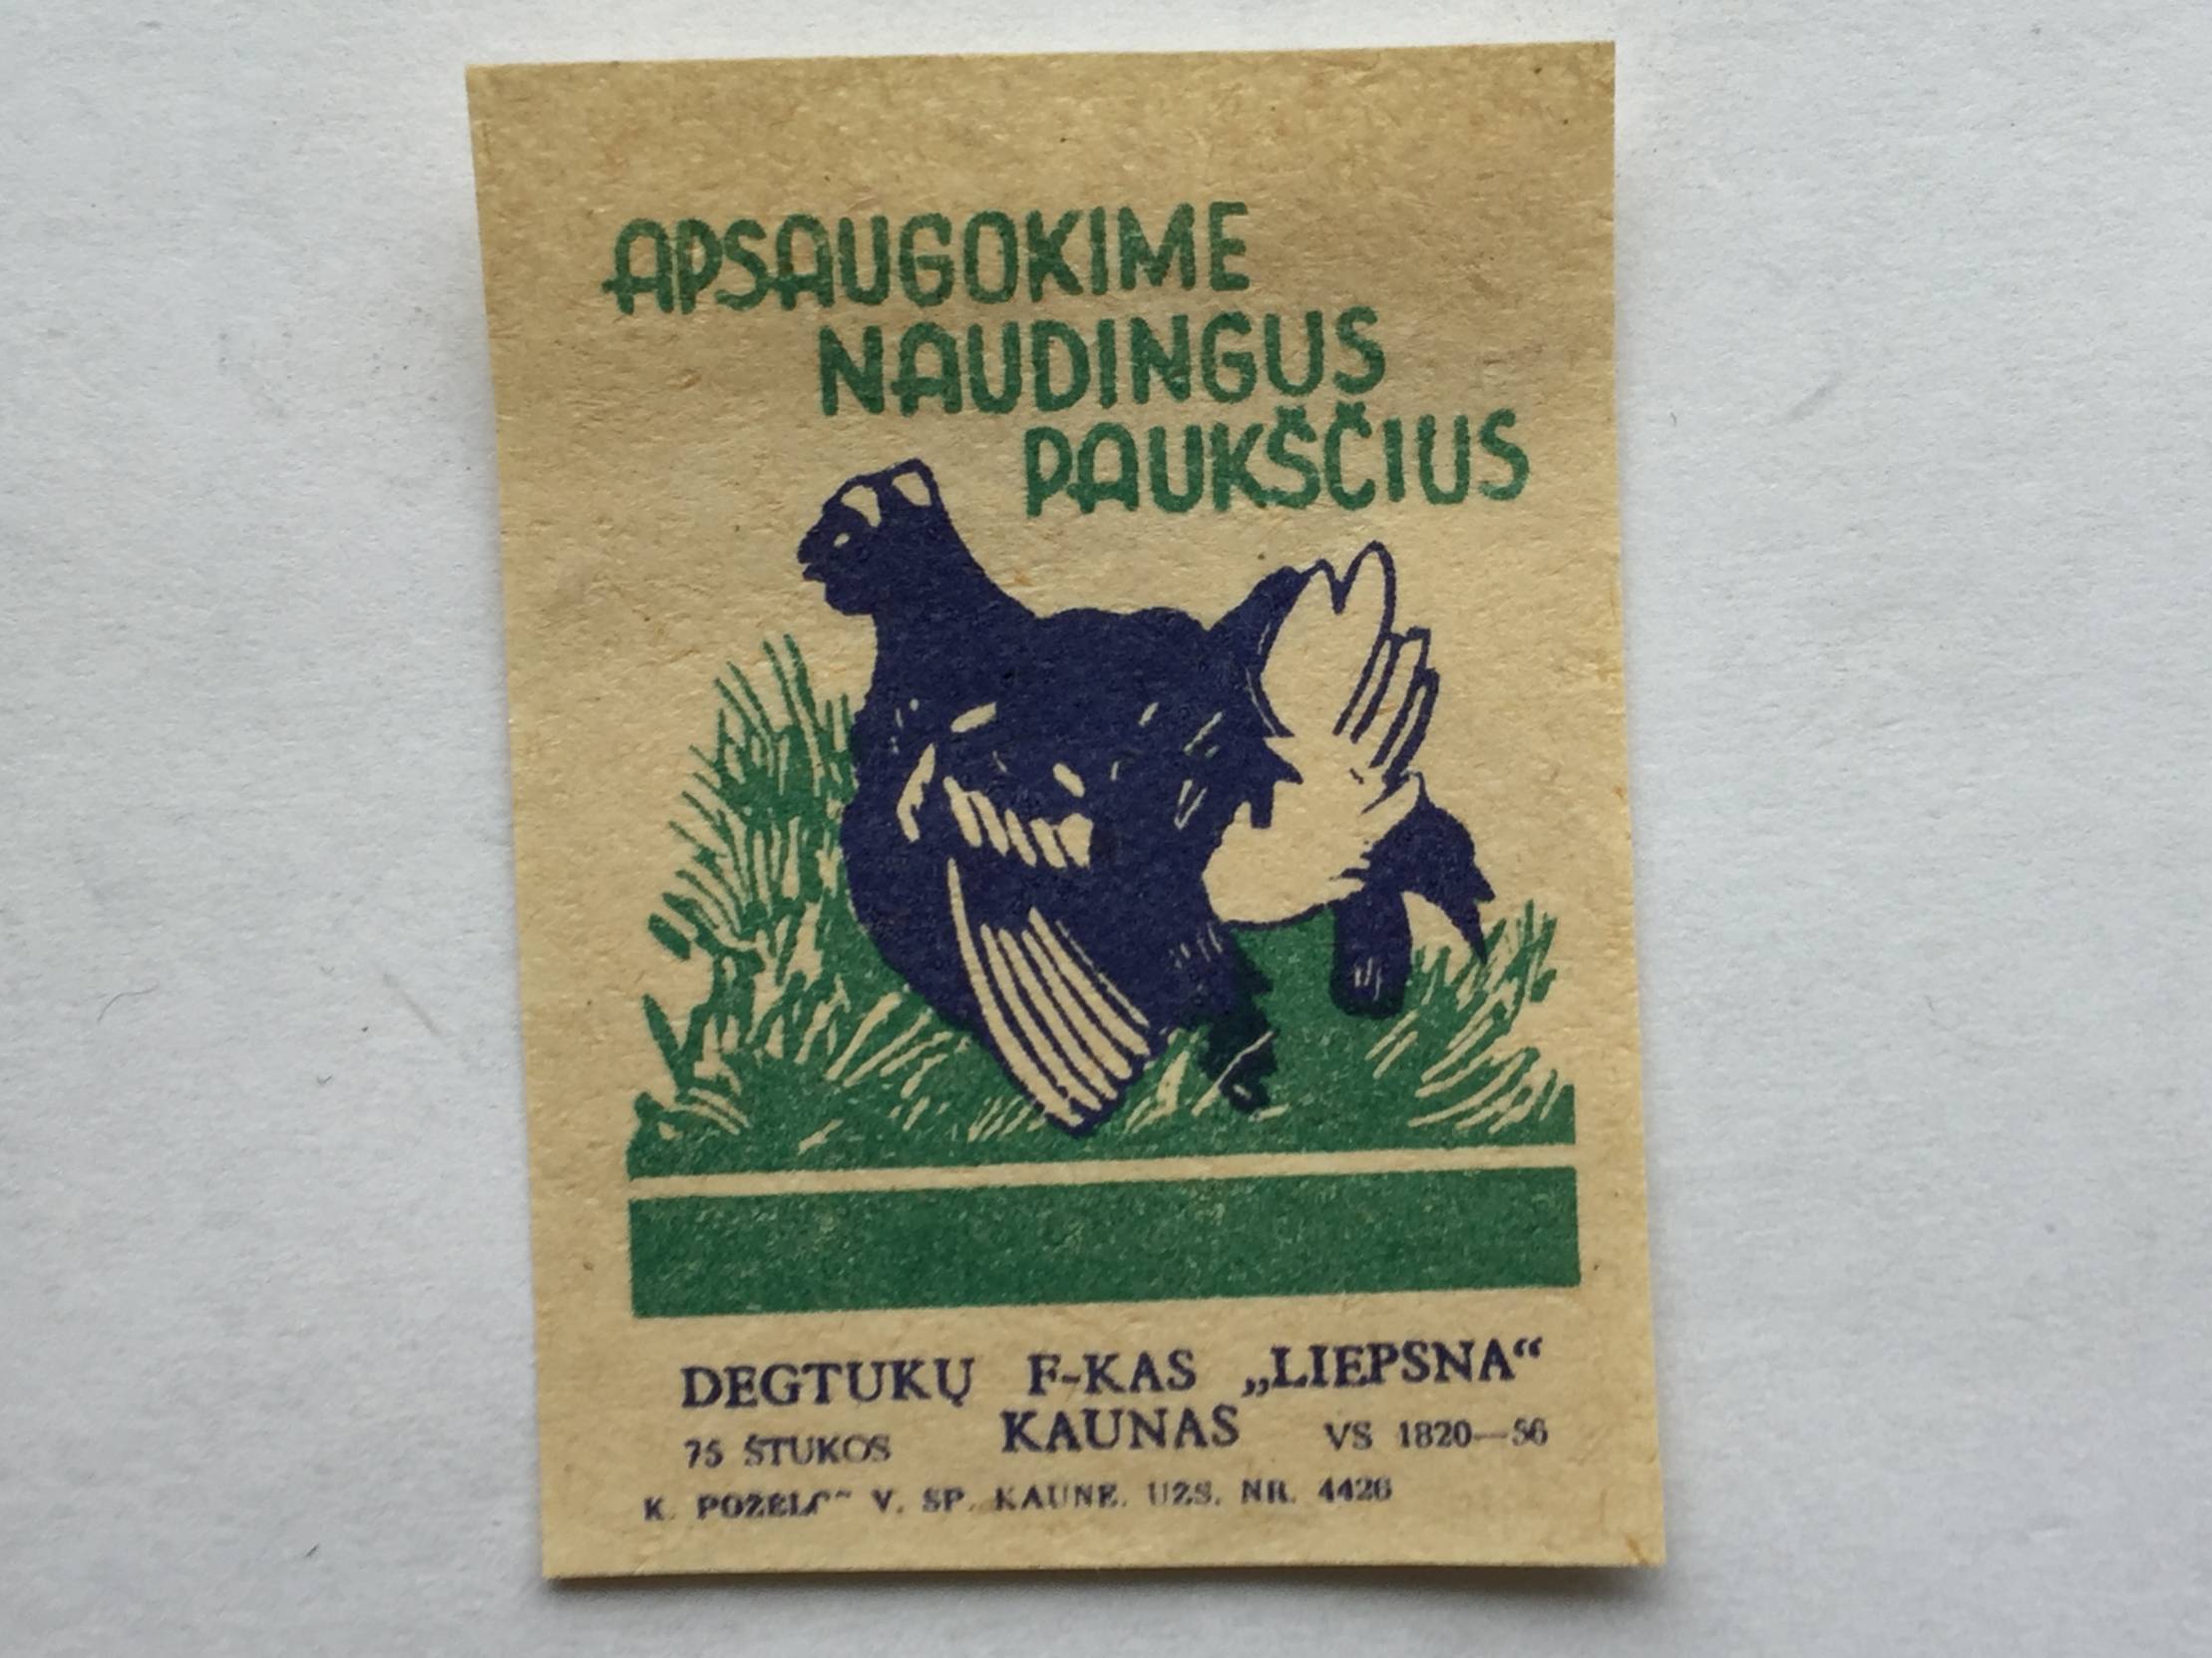 APSAUGOKIME
NAUDINGUS
PAUKŠČIUS
DEGTUKŲ F-KAS „LIEPSNA“
75 ŠTUKOS KAUNAS VS 1820—56
K. V. SP. KAUNE. UŽS. NR. 4426